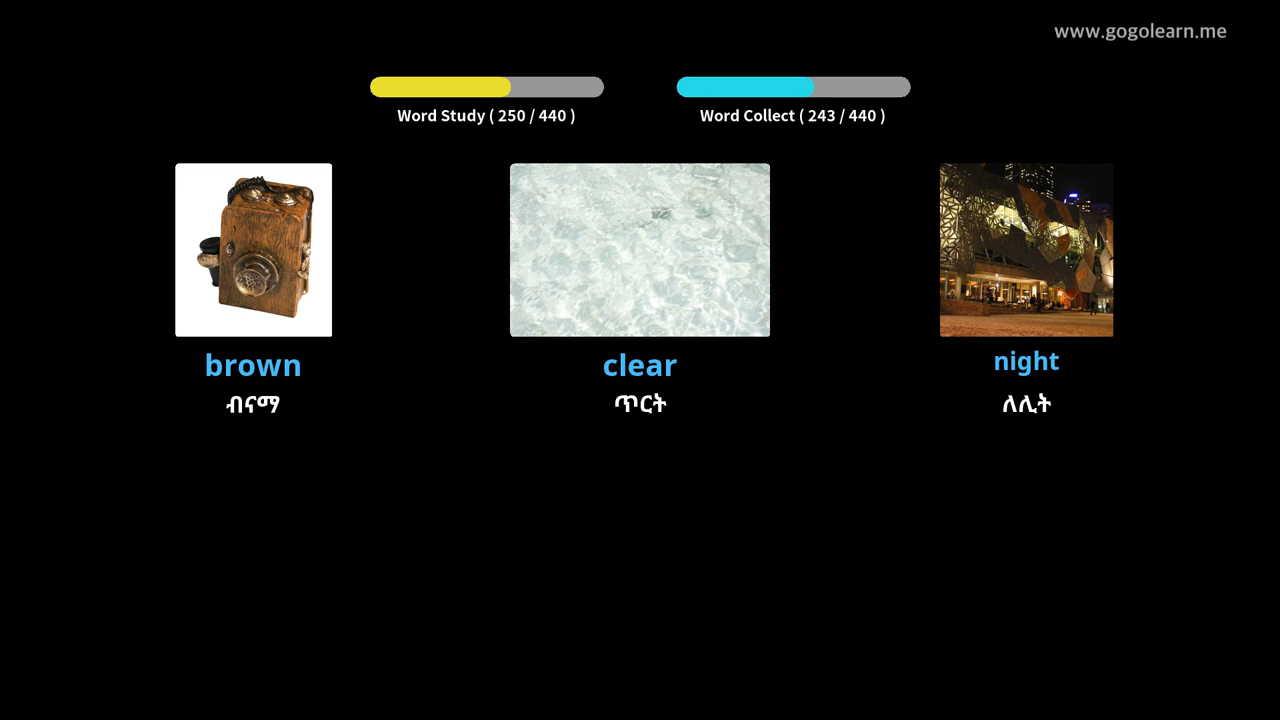 www.gogolearn.me
Word Study ( 250 / 440 )
Word Collect ( 243 / 440 )
brown
clear
night
ብናማ
ጥርት
ለሊት